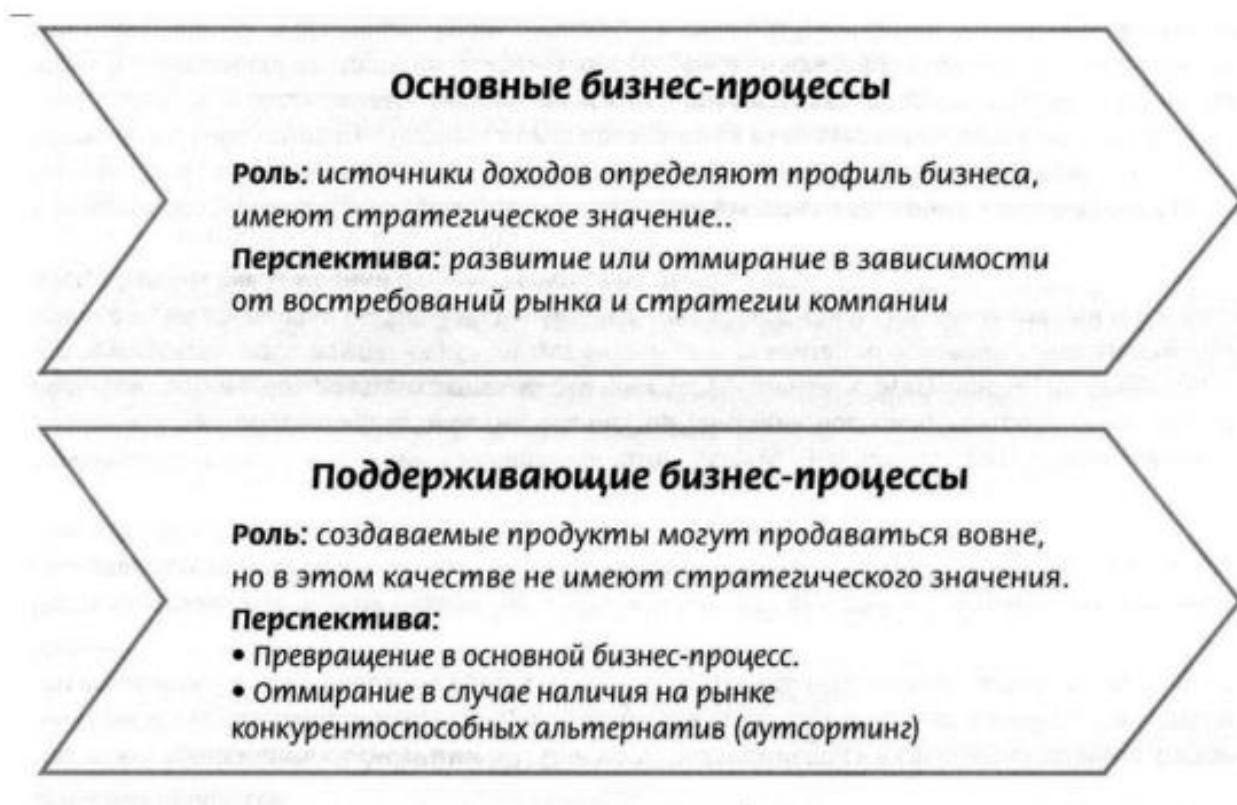 Основные бизнес-процессы
Роль: источники доходов определяют профиль бизнеса,
имеют стратегическое значение..
Перспектива: развитие или отмирание в зависимости
от востребований рынка и стратегии компании
Поддерживающие бизнес-процессы
Роль: создаваемые продукты могут продаваться вовне,
но в этом качестве не имеют стратегического значения.
Перспектива:
• Превращение в основной бизнес-процесс.
• Отмирание в случае наличия на рынке
конкурентоспособных альтернатив (аутсортинг)